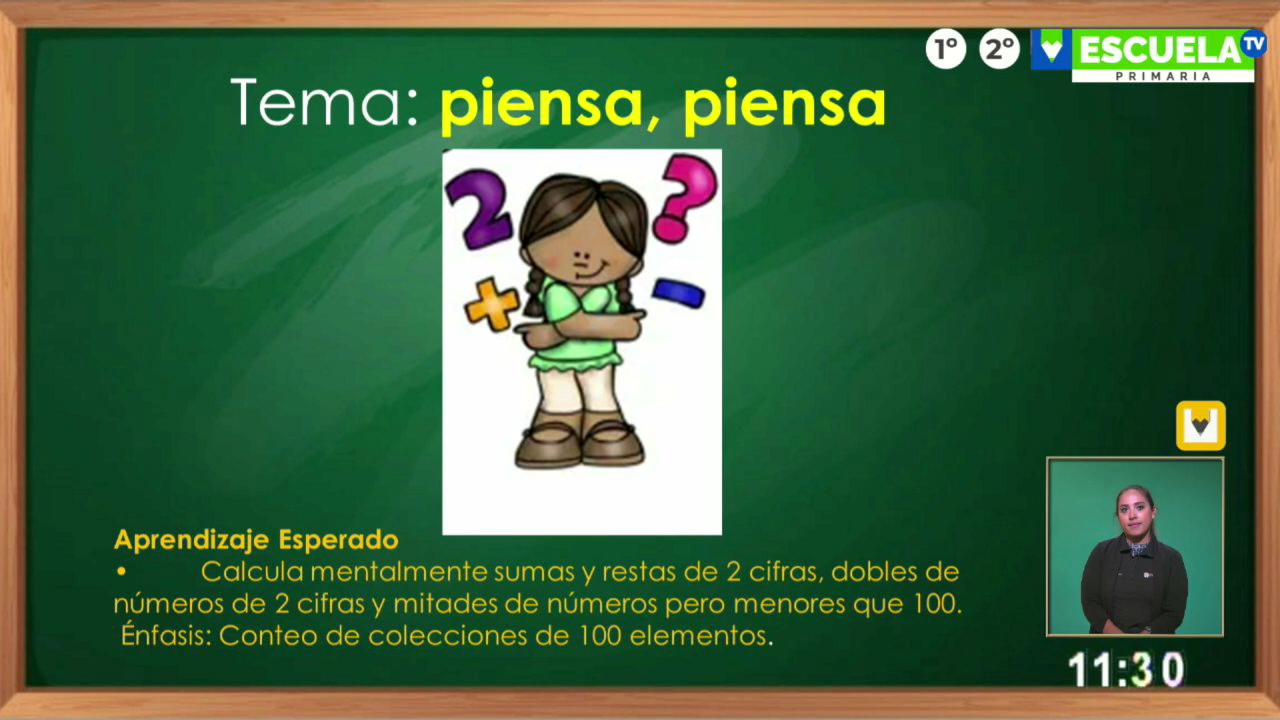 1º 2º ESCUELA TV
PRIMARIA
Tema: piensa, piensa
2 ?
+ -
Aprendizaje Esperado
• Calcula mentalmente sumas y restas de 2 cifras, dobles de
números de 2 cifras y mitades de números pero menores que 100.
Énfasis: Conteo de colecciones de 100 elementos.
11:30